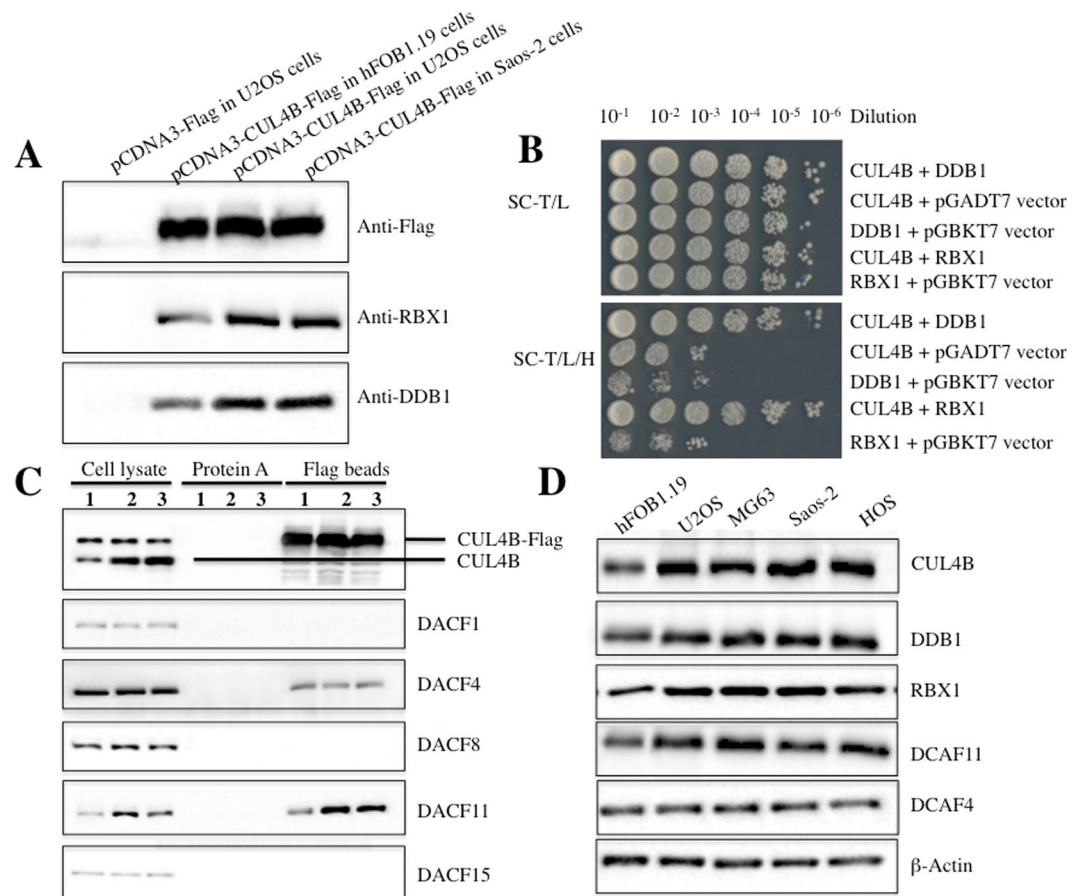 A
pCDNA3-Flag in U2OS cells
pCDNA3-CUL4B-Flag in hFOB1.19 cells
pCDNA3-CUL4B-Flag in U2OS cells
pCDNA3-CUL4B-Flag in Saos-2 cells
Anti-Flag
Anti-RBX1
Anti-DDB1
B
10-1 10-2 10-3 10-4 10-5 10-6 Dilution
SC-T/L
CUL4B + DDB1
CUL4B + pGADT7 vector
DDB1 + pGBKT7 vector
CUL4B + RBX1
RBX1 + pGBKT7 vector
SC-T/L/H
CUL4B + DDB1
CUL4B + pGADT7 vector
DDB1 + pGBKT7 vector
CUL4B + RBX1
RBX1 + pGBKT7 vector
C
Cell lysate Protein A Flag beads
1 2 3 1 2 3 1 2 3
CUL4B-Flag
CUL4B
DACF1
DACF4
DACF8
DACF11
DACF15
D
hFOB1.19 U2OS MG63 Saos-2 HOS
CUL4B
DDB1
RBX1
DCAF11
DCAF4
β-Actin